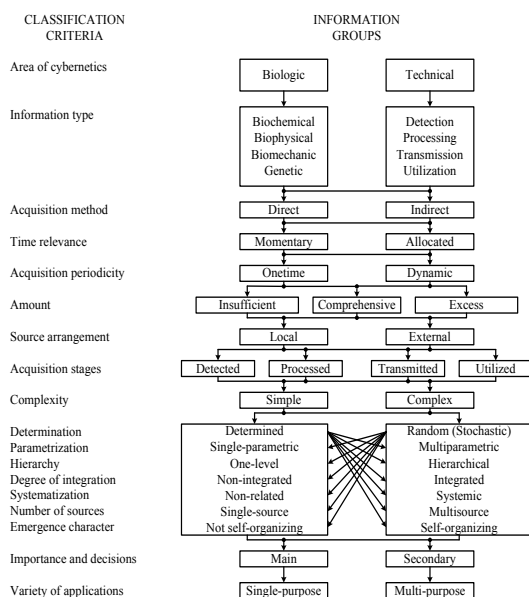 CLASSIFICATION CRITERIA
INFORMATION GROUPS
Area of cybernetics
Biologic
Technical
Information type
Biochemical
Biophysical
Biomechanic
Genetic
Detection
Processing
Transmission
Utilization
Acquisition method
Direct
Indirect
Time relevance
Momentary
Allocated
Acquisition periodicity
Onetime
Dynamic
Amount
Insufficient
Comprehensive
Excess
Source arrangement
Local
External
Acquisition stages
Detected
Processed
Transmitted
Utilized
Complexity
Simple
Complex
Determination
Determined
Random (Stochastic)
Parametrization
Single-parametric
Multiparametric
Hierarchy
One-level
Hierarchical
Degree of integration
Non-integrated
Integrated
Systematization
Non-related
Systemic
Number of sources
Single-source
Multisource
Emergence character
Not self-organizing
Self-organizing
Importance and decisions
Main
Secondary
Variety of applications
Single-purpose
Multi-purpose